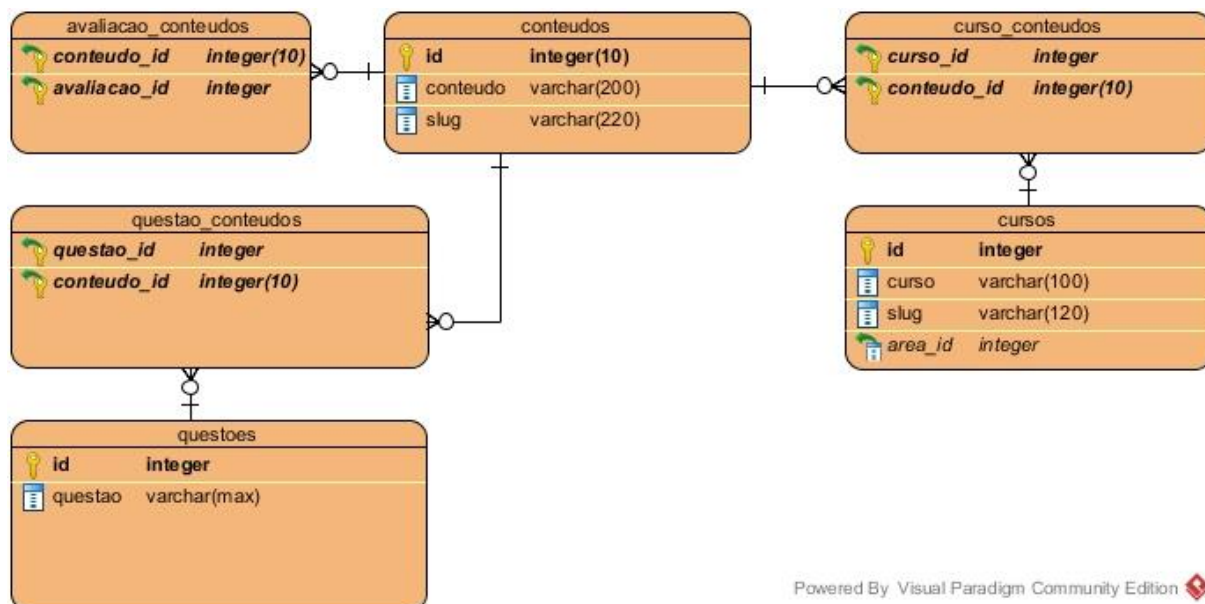 avaliacao_conteudos
conteudo_id integer(10)
avaliacao_id integer
conteudos
id integer(10)
conteudo varchar(200)
slug varchar(220)
curso_conteudos
curso_id integer
conteudo_id integer(10)
questao_conteudos
questao_id integer
conteudo_id integer(10)
cursos
id integer
curso varchar(100)
slug varchar(120)
area_id integer
questoes
id integer
questao varchar(max)
Powered By Visual Paradigm Community Edition